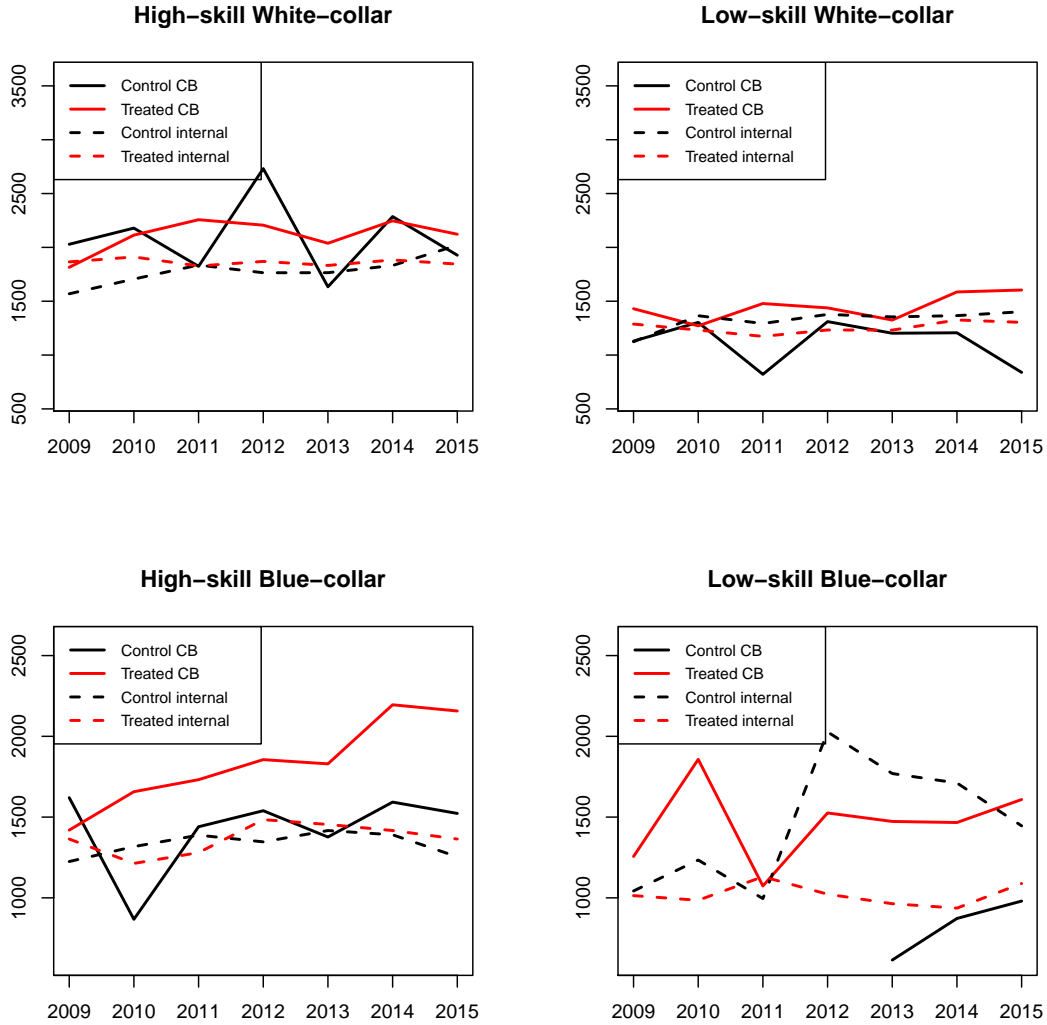 High−skill White−collar
3500
2500
1500
500
Control CB
Treated CB
Control internal
Treated internal
2009 2010 2011 2012 2013 2014 2015
Low−skill White−collar
3500
2500
1500
500
Control CB
Treated CB
Control internal
Treated internal
2009 2010 2011 2012 2013 2014 2015
High−skill Blue−collar
2500
2000
1500
1000
Control CB
Treated CB
Control internal
Treated internal
2009 2010 2011 2012 2013 2014 2015
Low−skill Blue−collar
2500
2000
1500
1000
Control CB
Treated CB
Control internal
Treated internal
2009 2010 2011 2012 2013 2014 2015